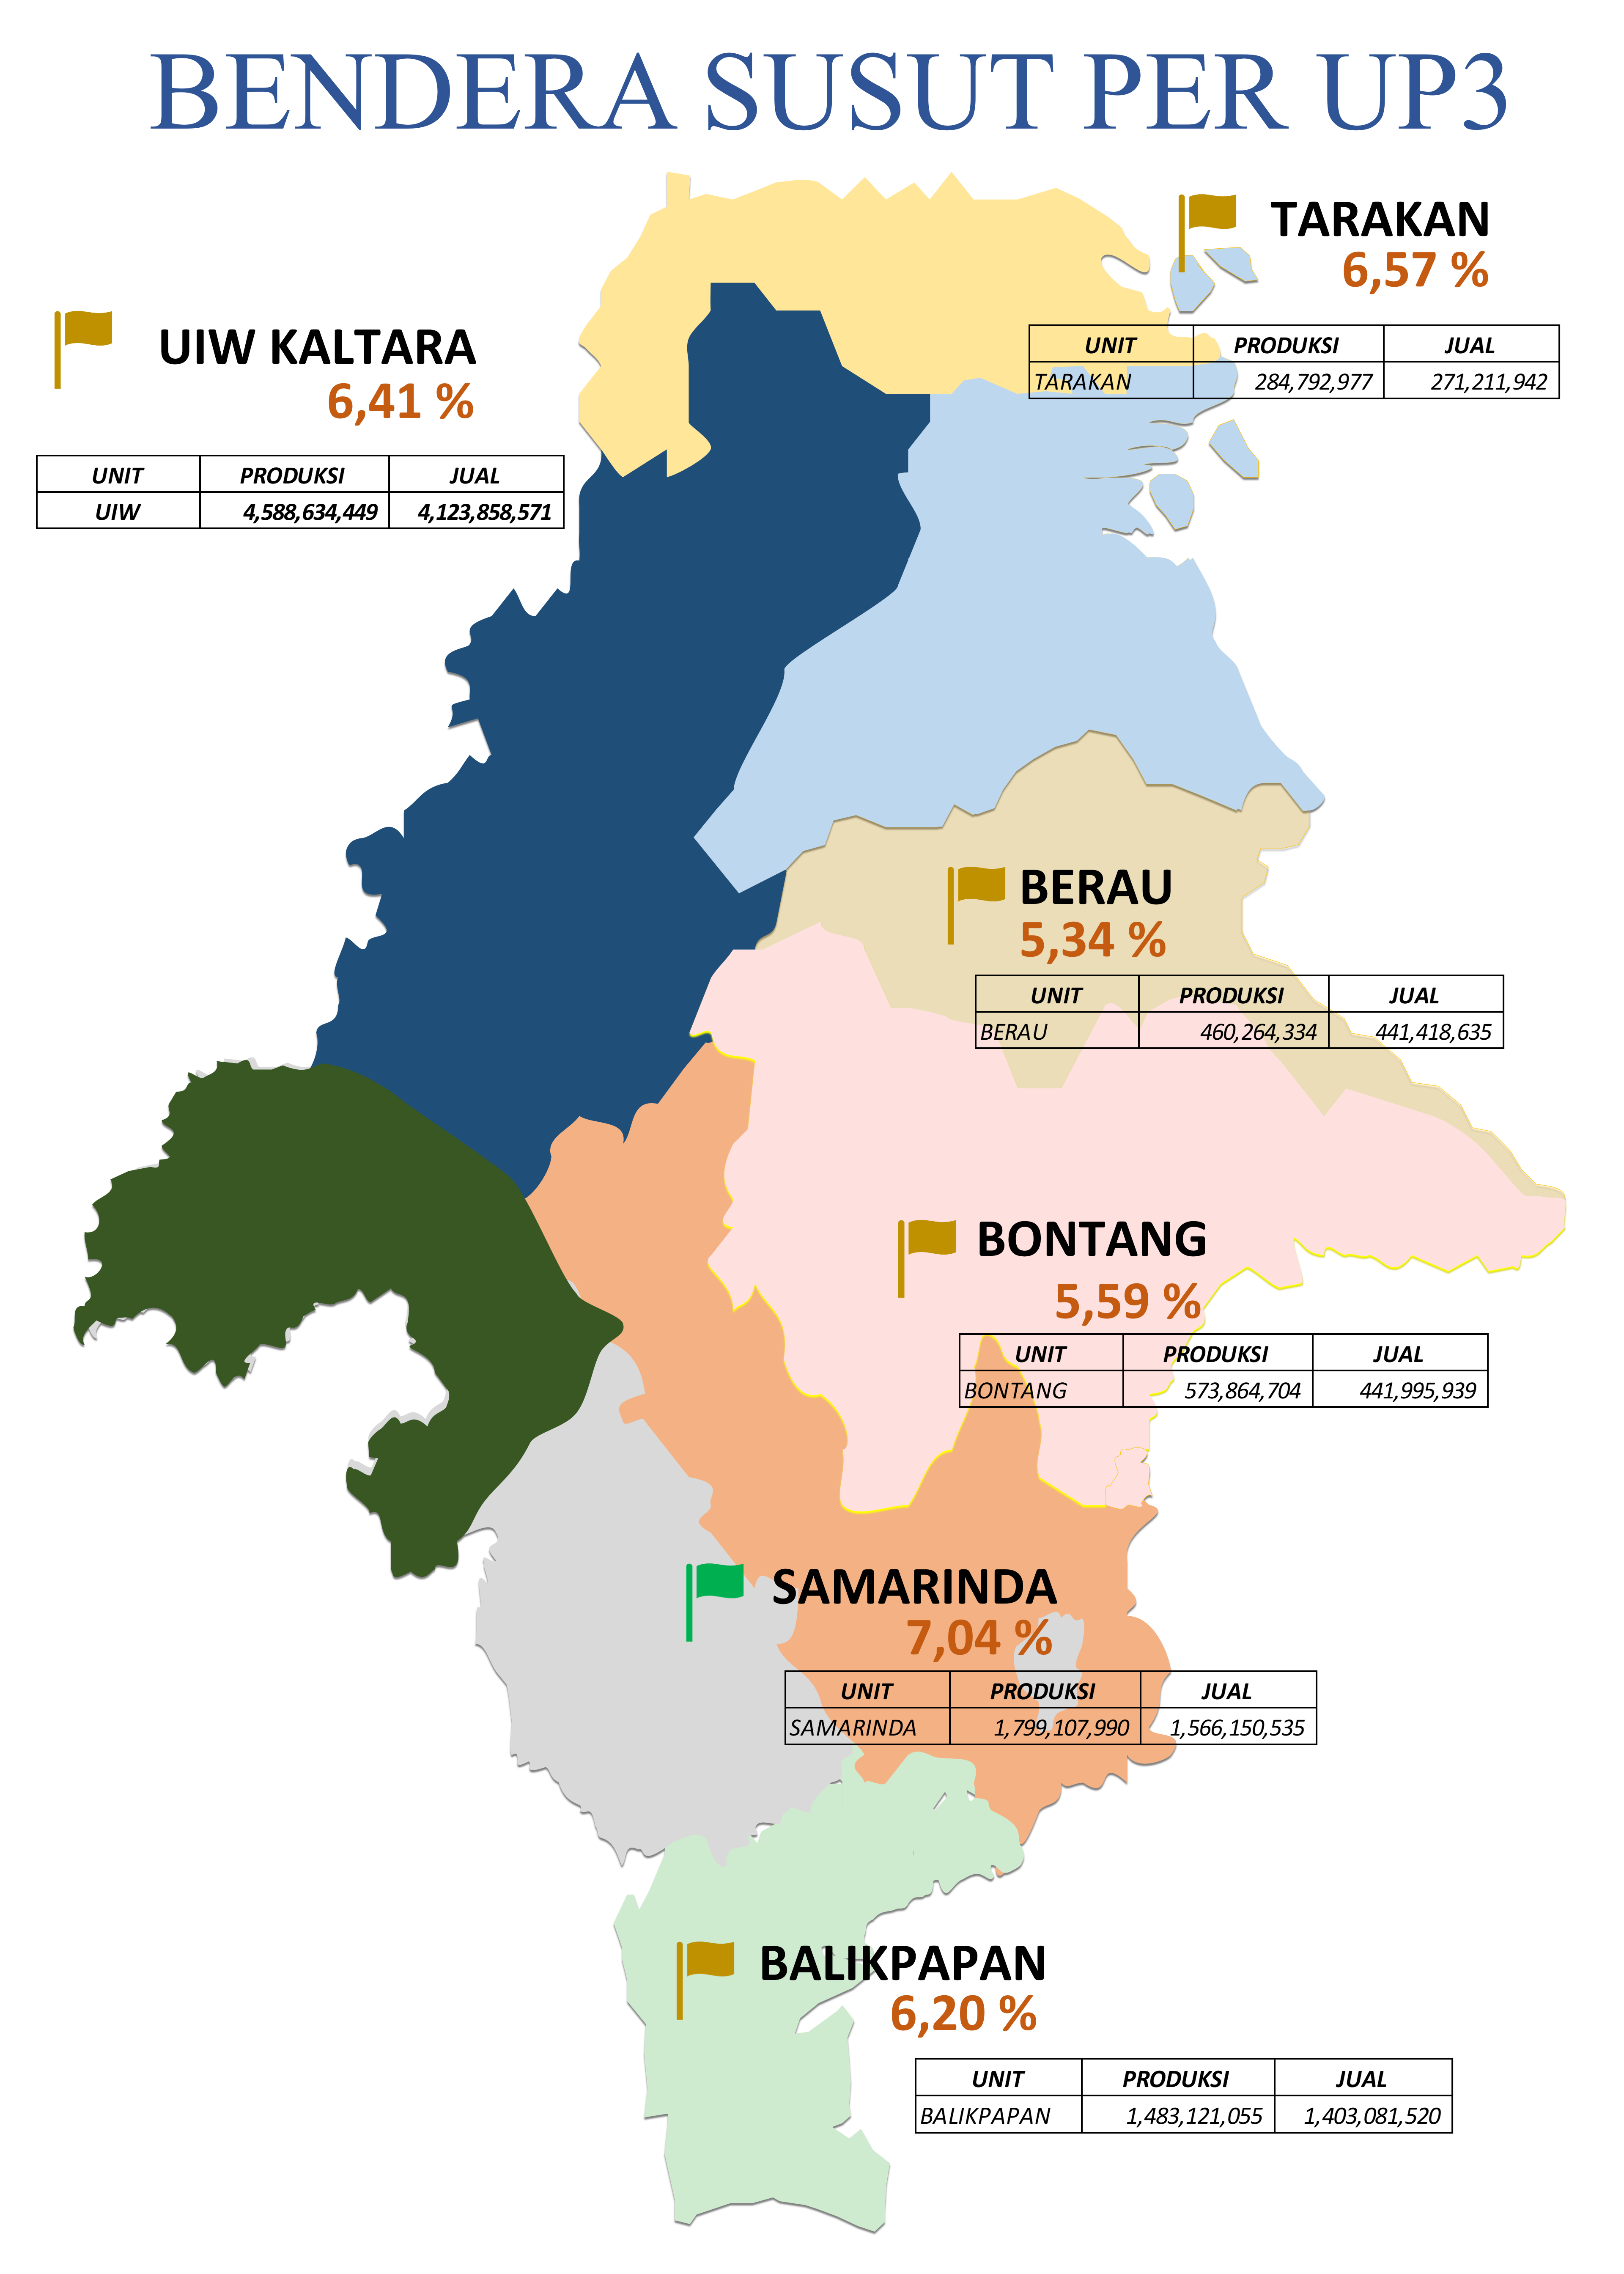 BENDERA SUSUT PER UP3
TARAKAN
6,57 %
UNIT PRODUKSI JUAL
TARAKAN 284,792,977 271,211,942
UIW KALTARA
6,41 %
UNIT PRODUKSI JUAL
UIW 4,588,634,449 4,123,858,571
BERAU
5,34 %
UNIT PRODUKSI JUAL
BERAU 460,264,334 441,418,635
BONTANG
5,59 %
UNIT PRODUKSI JUAL
BONTANG 573,864,704 441,995,939
SAMARINDA
7,04 %
UNIT PRODUKSI JUAL
SAMARINDA 1,799,107,990 1,566,150,535
BALIKPAPAN
6,20 %
UNIT PRODUKSI JUAL
BALIKPAPAN 1,483,121,055 1,403,081,520